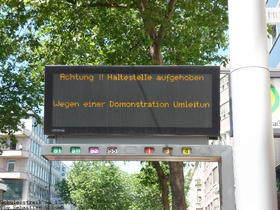 Achtung !! Haltestelle aufgehoben
Wegen einer Domonstration Umleitun